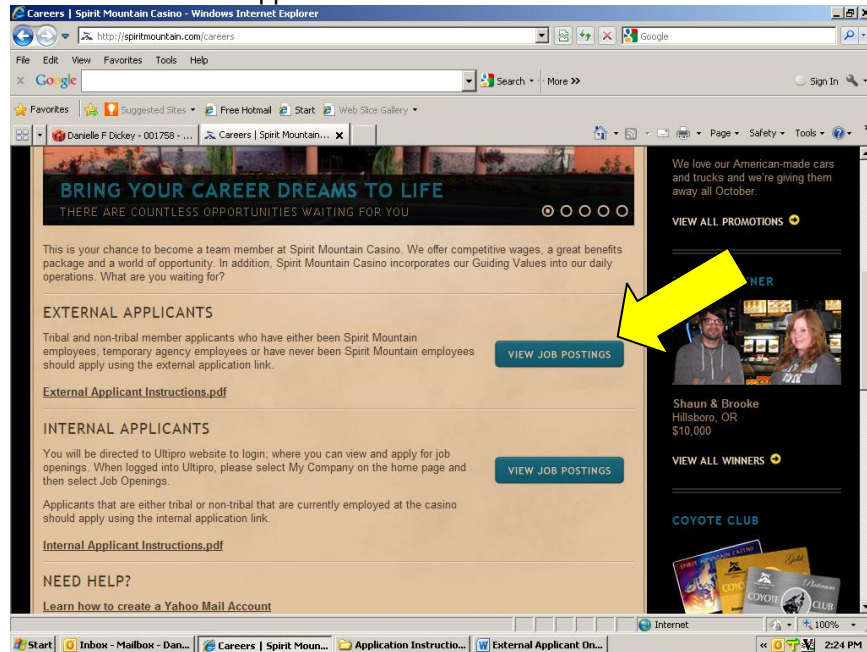 Careers | Spirit Mountain Casino - Windows Internet Explorer
http://spiritmountain.com/careers
Google
File Edit View Favorites Tools Help
x Google
Search
More >>
Sign In
Favorites
Suggested Sites
Free Hotmail
Start
Web Slice Gallery
Danielle F Dickey - 001758 - ...
Careers | Spirit Mountain... x
Page
Safety
Tools
BRING YOUR CAREER DREAMS TO LIFE
THERE ARE COUNTLESS OPPORTUNITIES WAITING FOR YOU
This is your chance to become a team member at Spirit Mountain Casino. We offer competitive wages, a great benefits
package and a world of opportunity. In addition, Spirit Mountain Casino incorporates our Guiding Values into our daily
operations. What are you waiting for?
EXTERNAL APPLICANTS
Tribal and non-tribal member applicants who have either been Spirit Mountain
employees, temporary agency employees or have never been Spirit Mountain employees
should apply using the external application link.
VIEW JOB POSTINGS
External Applicant Instructions.pdf
INTERNAL APPLICANTS
You will be directed to Ultipro website to login; where you can view and apply for job
openings. When logged into Ultipro, please select My Company on the home page and
then select Job Openings.
VIEW JOB POSTINGS
Applicants that are either tribal or non-tribal that are currently employed at the casino
should apply using the internal application link.
Internal Applicant Instructions.pdf
NEED HELP?
Learn how to create a Yahoo Mail Account
We love our American-made cars
and trucks and we're giving them
away all October.
VIEW ALL PROMOTIONS
Shaun & Brooke
Hillsboro, OR
$10,000
VIEW ALL WINNERS
COYOTE CLUB
SPIRIT MOUNTAIN CASINO
Gold
Platinum
COYOTE CLUB
Internet
100%
Start
Inbox - Mailbox - Dan...
Careers | Spirit Moun...
Application Instructio...
External Applicant On...
2:24 PM